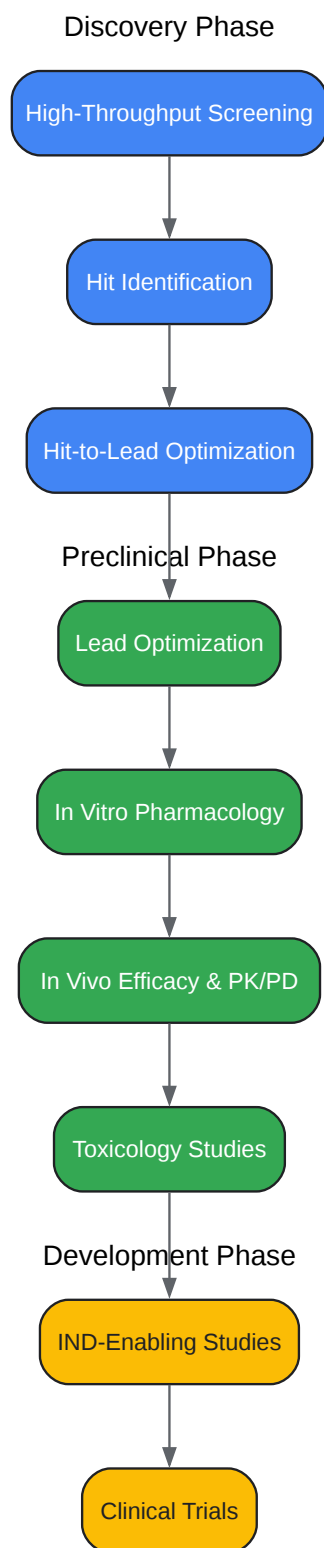 Discovery Phase
High-Throughput Screening
Hit Identification
Hit-to-Lead Optimization
Preclinical Phase
Lead Optimization
In Vitro Pharmacology
In Vivo Efficacy & PK/PD
Toxicology Studies
Development Phase
IND-Enabling Studies
Clinical Trials